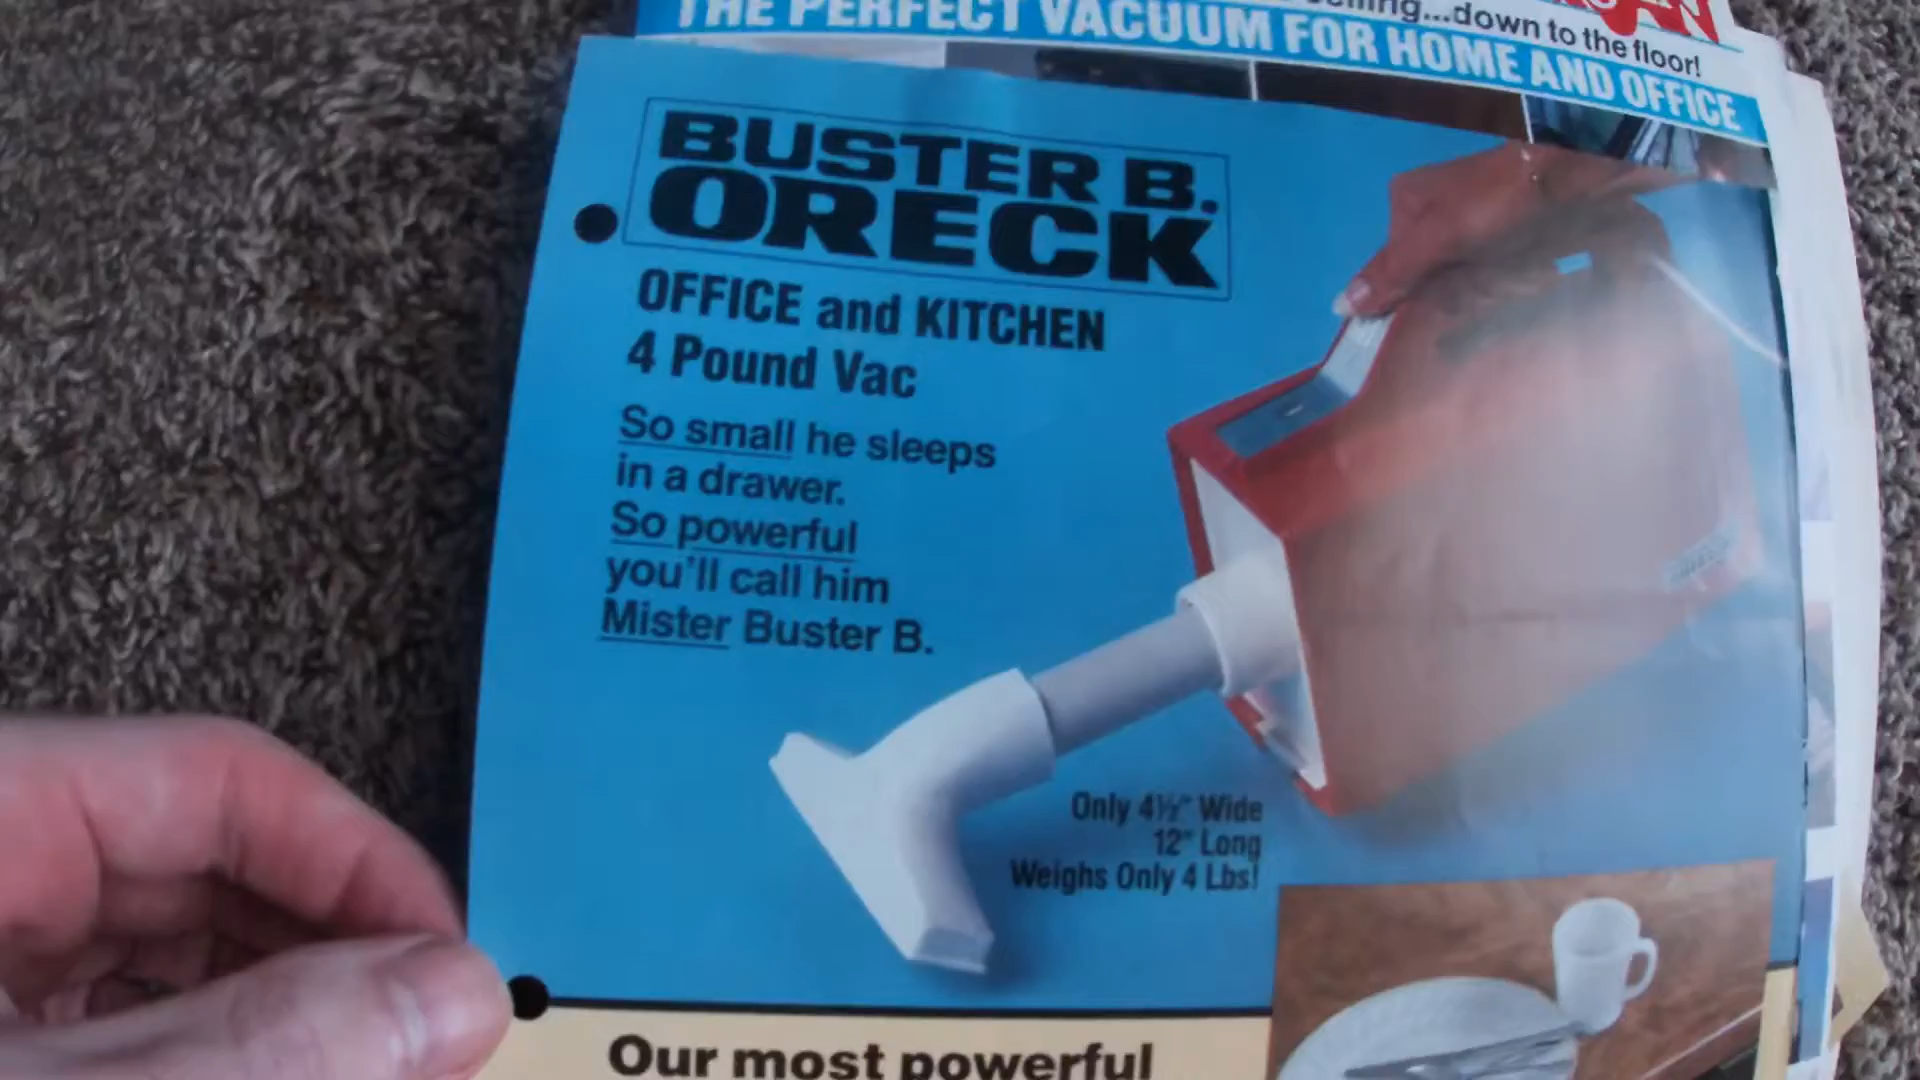 ...down to the floor!
THE PERFECT VACUUM FOR HOME AND OFFICE
BUSTER B.
ORECK
OFFICE and KITCHEN
4 Pound Vac
So small he sleeps
in a drawer.
So powerful
you'll call him
Mister Buster B.
Only 4½" Wide
12" Long
Weighs Only 4 Lbs!
Our most powerful